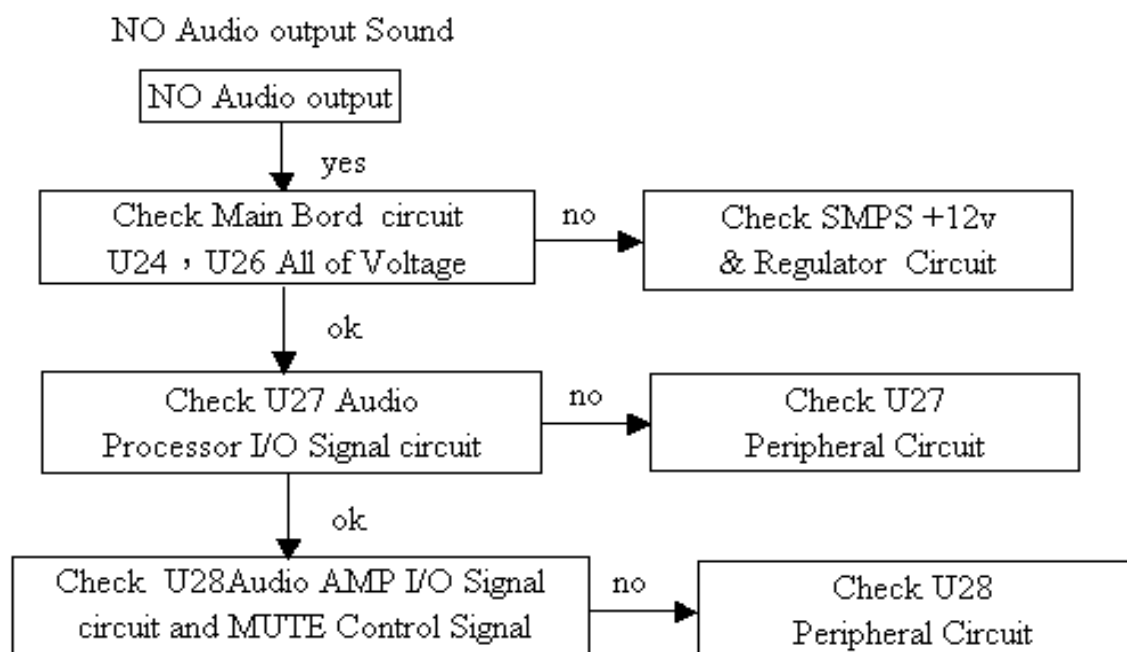 NO Audio output Sound
NO Audio output
yes
Check Main Bord circuit
U24，U26 All of Voltage
no
Check SMPS +12v
& Regulator Circuit
ok
Check U27 Audio
Processor I/O Signal circuit
no
Check U27
Peripheral Circuit
ok
Check U28Audio AMP I/O Signal
circuit and MUTE Control Signal
no
Check U28
Peripheral Circuit